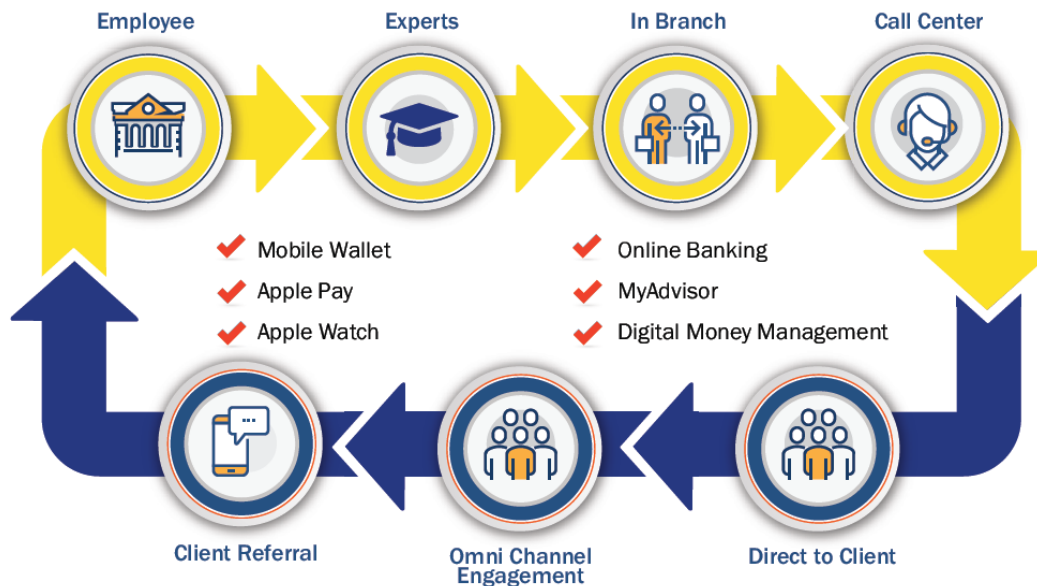 Employee
Experts
In Branch
Call Center
Mobile Wallet
Apple Pay
Apple Watch
Online Banking
MyAdvisor
Digital Money Management
Client Referral
Omni Channel
Engagement
Direct to Client